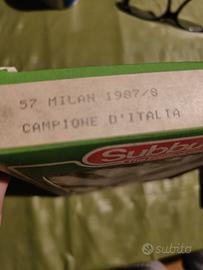 57 MILAN 1987/8
CAMPIONE D'ITALIA
Subbu
subito